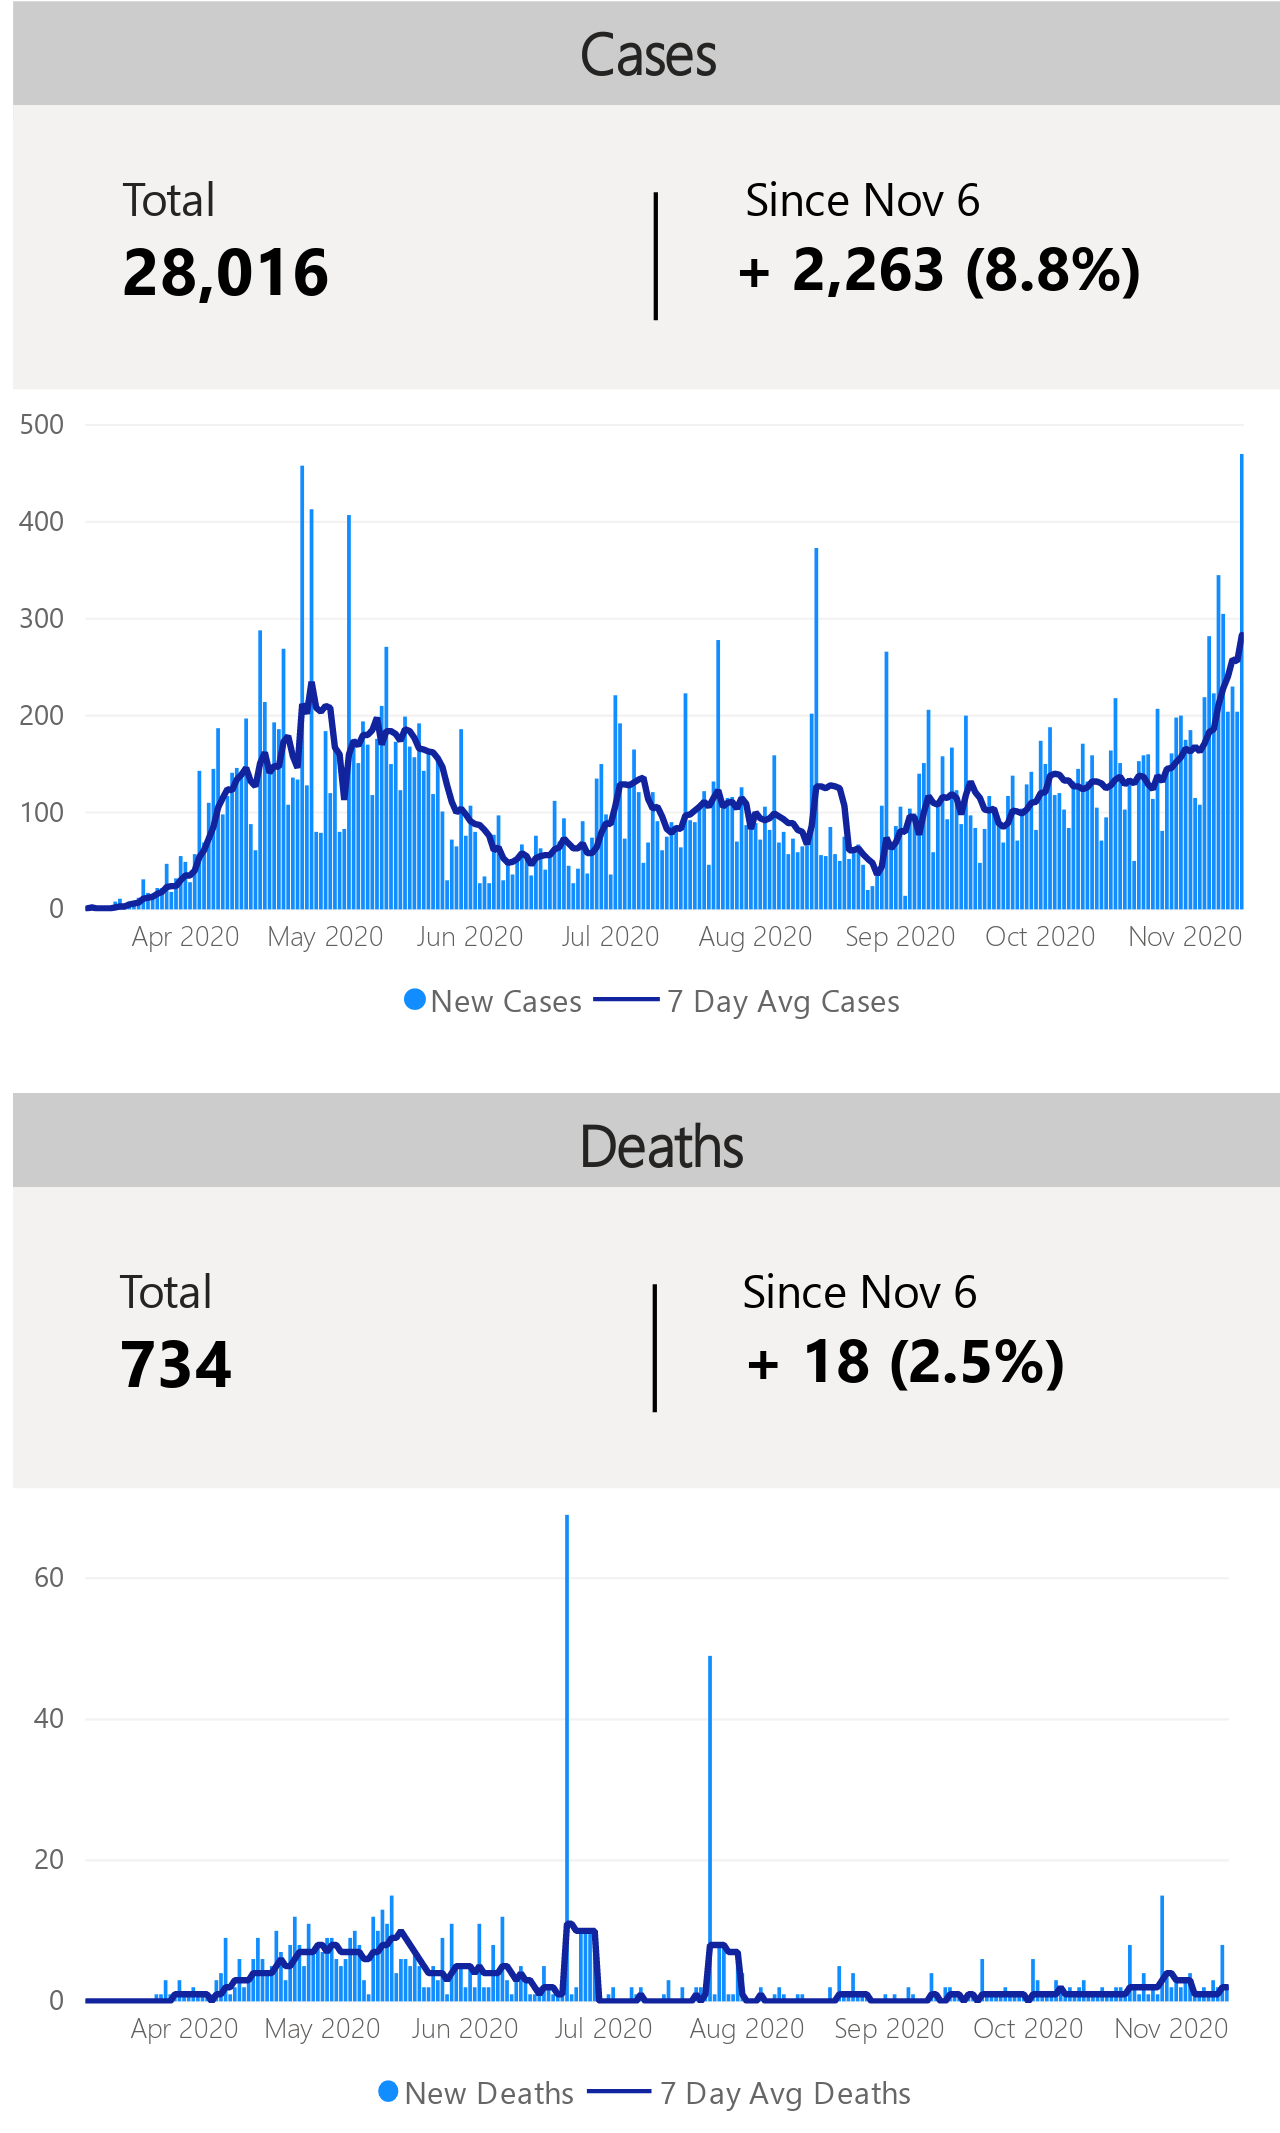 Cases
Total
Since Nov 6
28,016
+ 2,263 (8.8%)
500
400
300
200
100
0
Apr 2020 May 2020 Jun 2020 Jul 2020 Aug 2020 Sep 2020 Oct 2020 Nov 2020
New Cases 7 Day Avg Cases
Deaths
Total
Since Nov 6
734
+ 18 (2.5%)
60
40
20
0
Apr 2020 May 2020 Jun 2020 Jul 2020 Aug 2020 Sep 2020 Oct 2020 Nov 2020
New Deaths 7 Day Avg Deaths